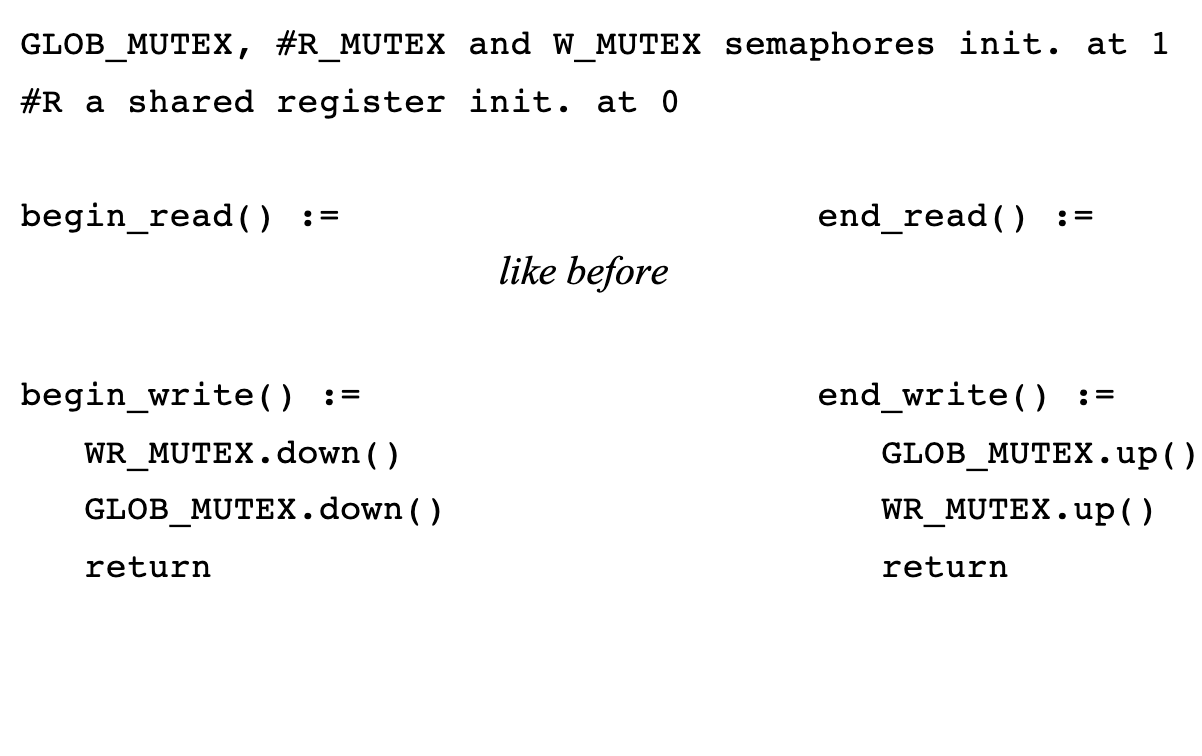 GLOB_MUTEX, #R_MUTEX and W_MUTEX semaphores init. at 1
#R a shared register init. at 0
begin_read() := end_read() :=
like before
begin_write() := end_write() :=
WR_MUTEX.down() GLOB_MUTEX.up()
GLOB_MUTEX.down() WR_MUTEX.up()
return return